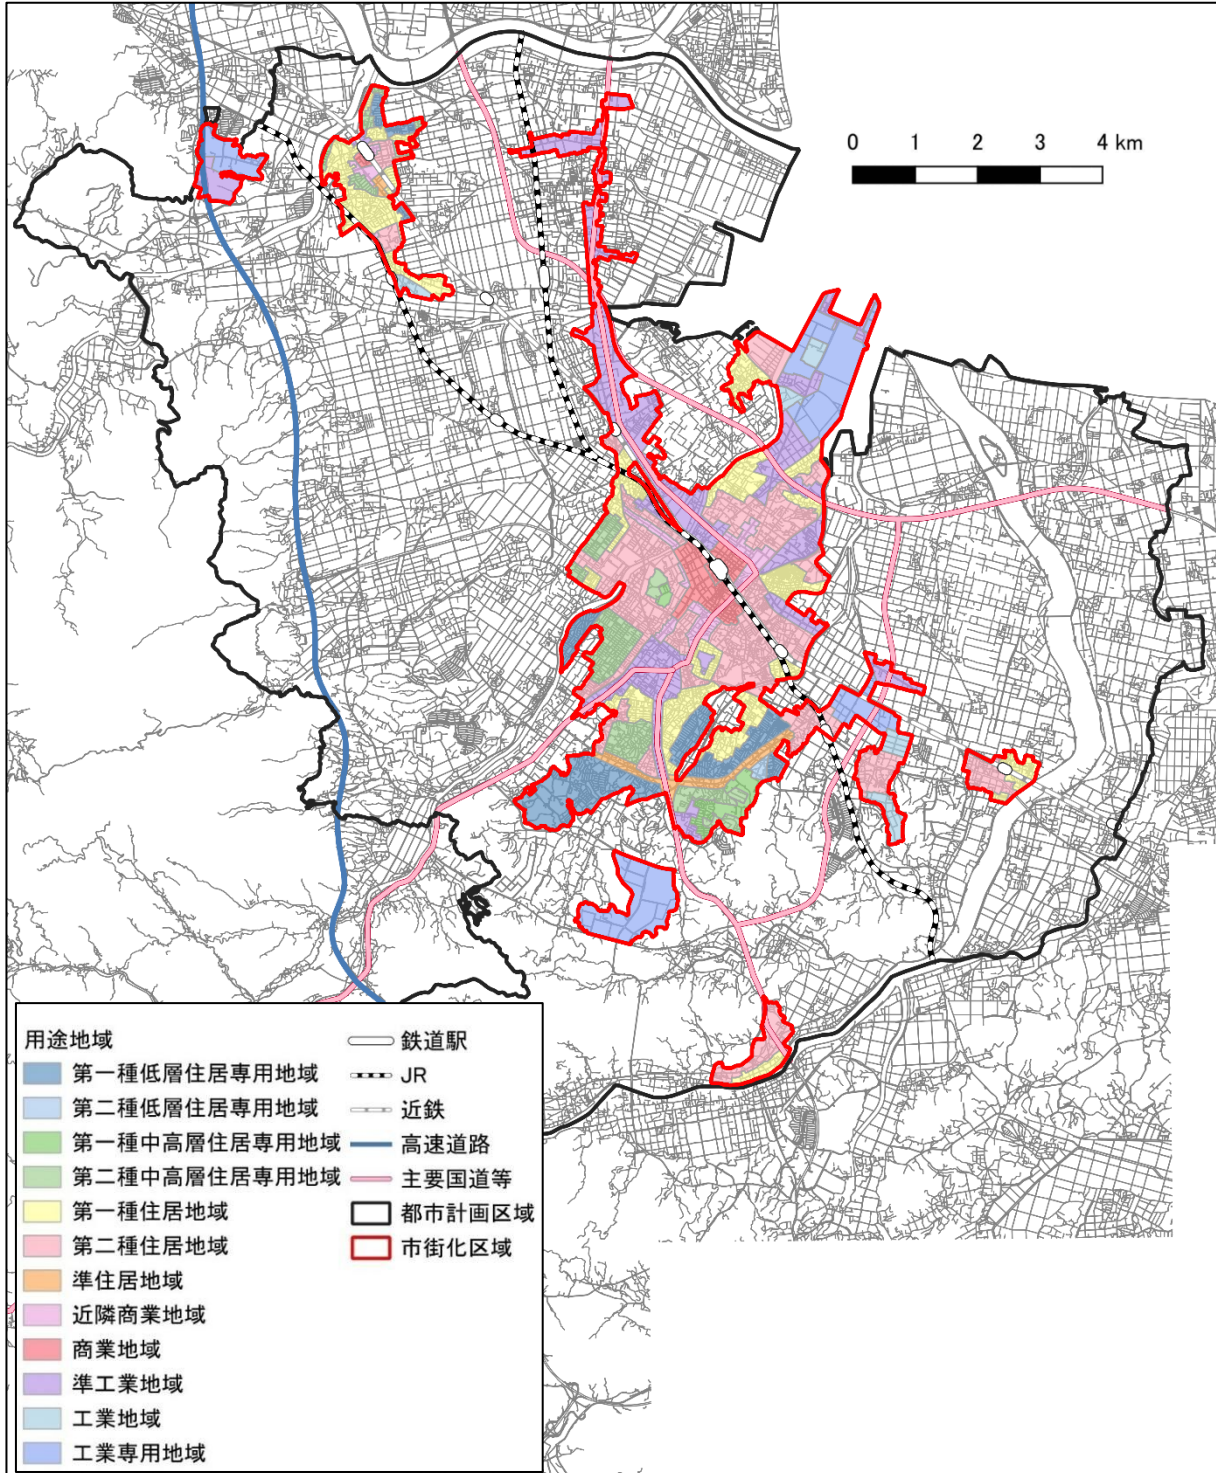 0 1 2 3 4 km
用途地域
第一種低層住居専用地域
第二種低層住居専用地域
第一種中高層住居専用地域
第二種中高層住居専用地域
第一種住居地域
第二種住居地域
準住居地域
近隣商業地域
商業地域
準工業地域
工業地域
工業専用地域
鉄道駅
JR
近鉄
高速道路
主要国道等
都市計画区域
市街化区域